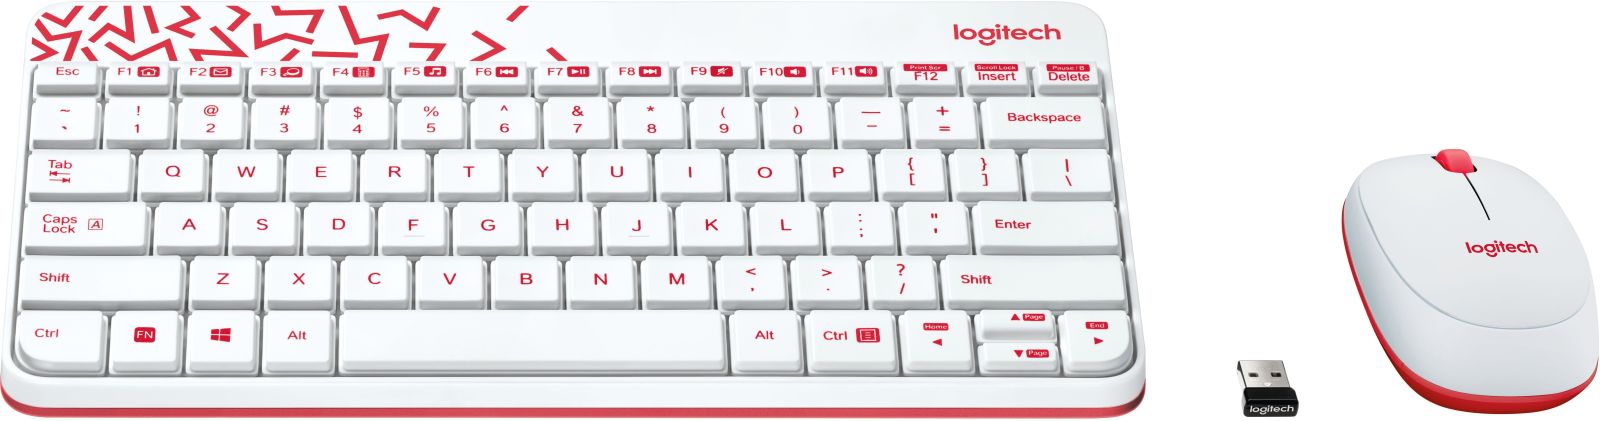 logitech
Esc F1 F2 F3 F4 F5 F6 F7 F8 F9 F10 F11 Print Scr F12 Scroll Lock Insert Pause / B Delete
~ ` ! 1 @ 2 # 3 $ 4 % 5 ^ 6 & 7 * 8 ( 9 ) 0 — - + = Backspace
Tab Q W E R T Y U I O P { [ } ] | \
Caps Lock A A S D F G H J K L : ; " ' Enter
Shift Z X C V B N M < , > . ? / Shift
Ctrl FN Alt Alt Ctrl Home ◄ ▲ Page ▼ Page End ►
logitech
logitech